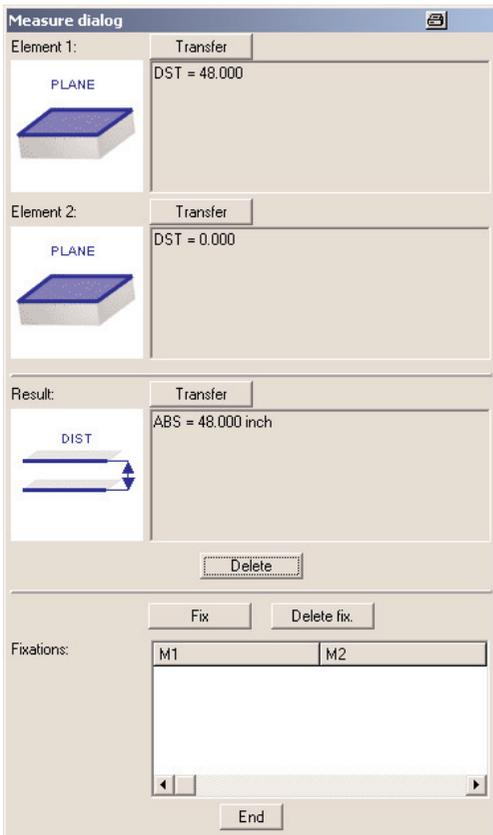 Measure dialog
Element 1:
Transfer
PLANE
DST = 48.000
Element 2:
Transfer
PLANE
DST = 0.000
Result:
Transfer
DIST
ABS = 48.000 inch
Delete
Fix
Delete fix.
Fixations:
M1
M2
End